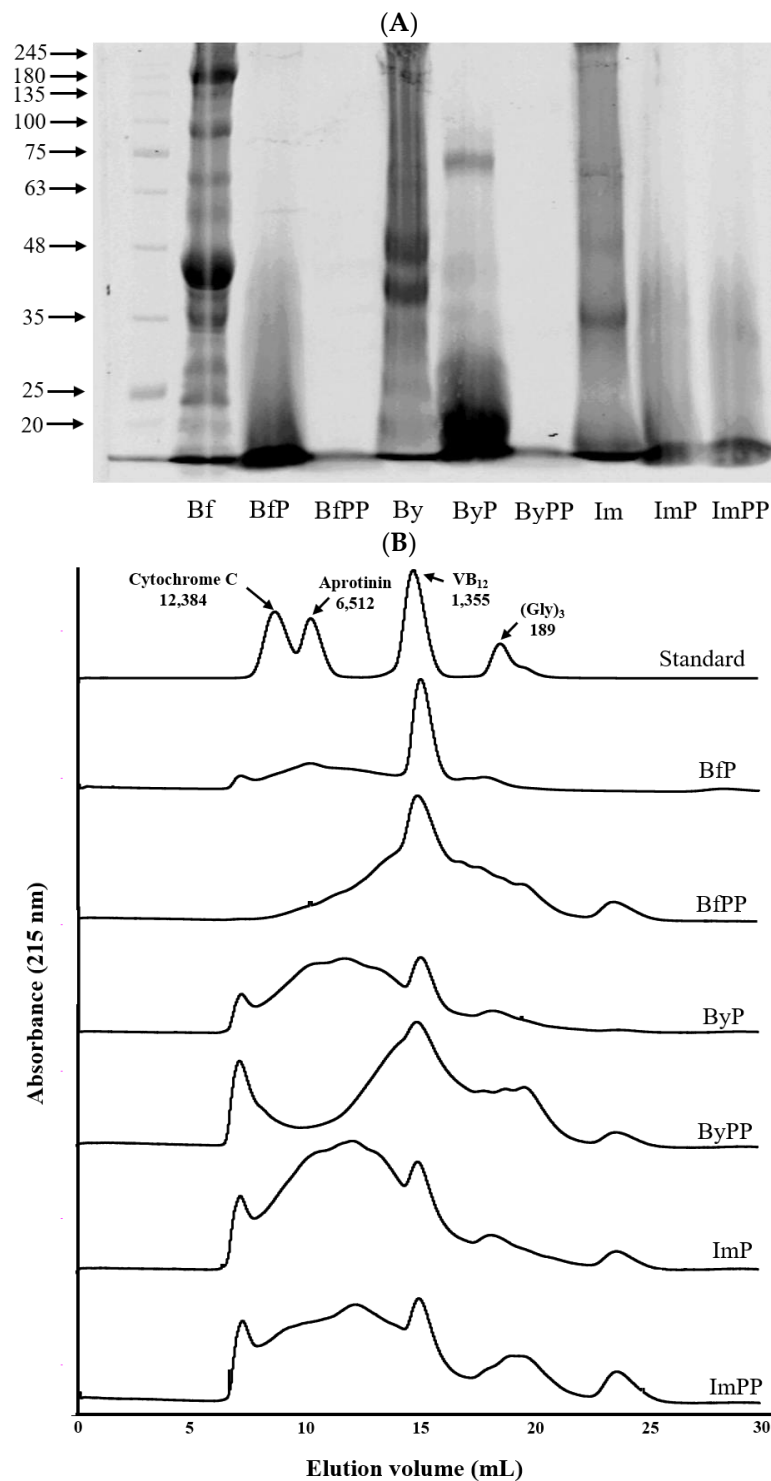 (A)
245
180
135
100
75
63
48
35
25
20
Bf BfP BfPP By ByP ByPP Im ImP ImPP
(B)
Cytochrome C
12,384
Aprotinin
6,512
VB12
1,355
(Gly)3
189
Standard
BfP
BfPP
ByP
ByPP
ImP
ImPP
Absorbance (215 nm)
0 5 10 15 20 25 30
Elution volume (mL)